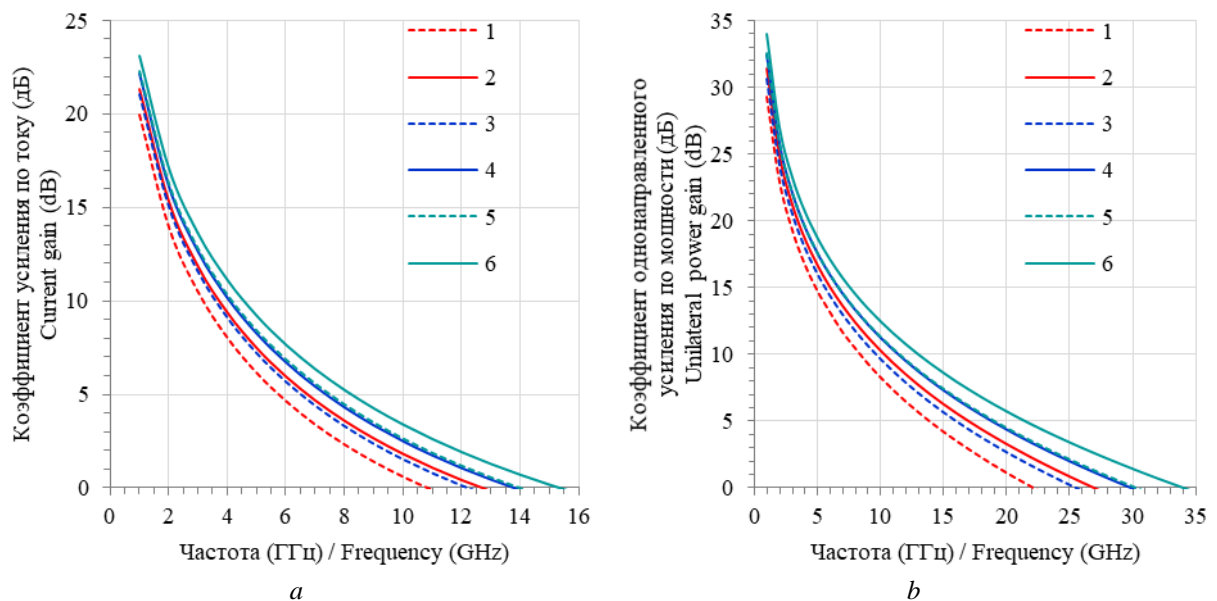 Коэффициент усиления по току (дБ)
Current gain (dB)
25
20
15
10
5
0
0 2 4 6 8 10 12 14 16
Частота (ГГц) / Frequency (GHz)
1
2
3
4
5
6
a
Коэффициент однонаправленного
усиления по мощности (дБ)
Unilateral power gain (dB)
35
30
25
20
15
10
5
0
0 5 10 15 20 25 30 35
Частота (ГГц) / Frequency (GHz)
1
2
3
4
5
6
b